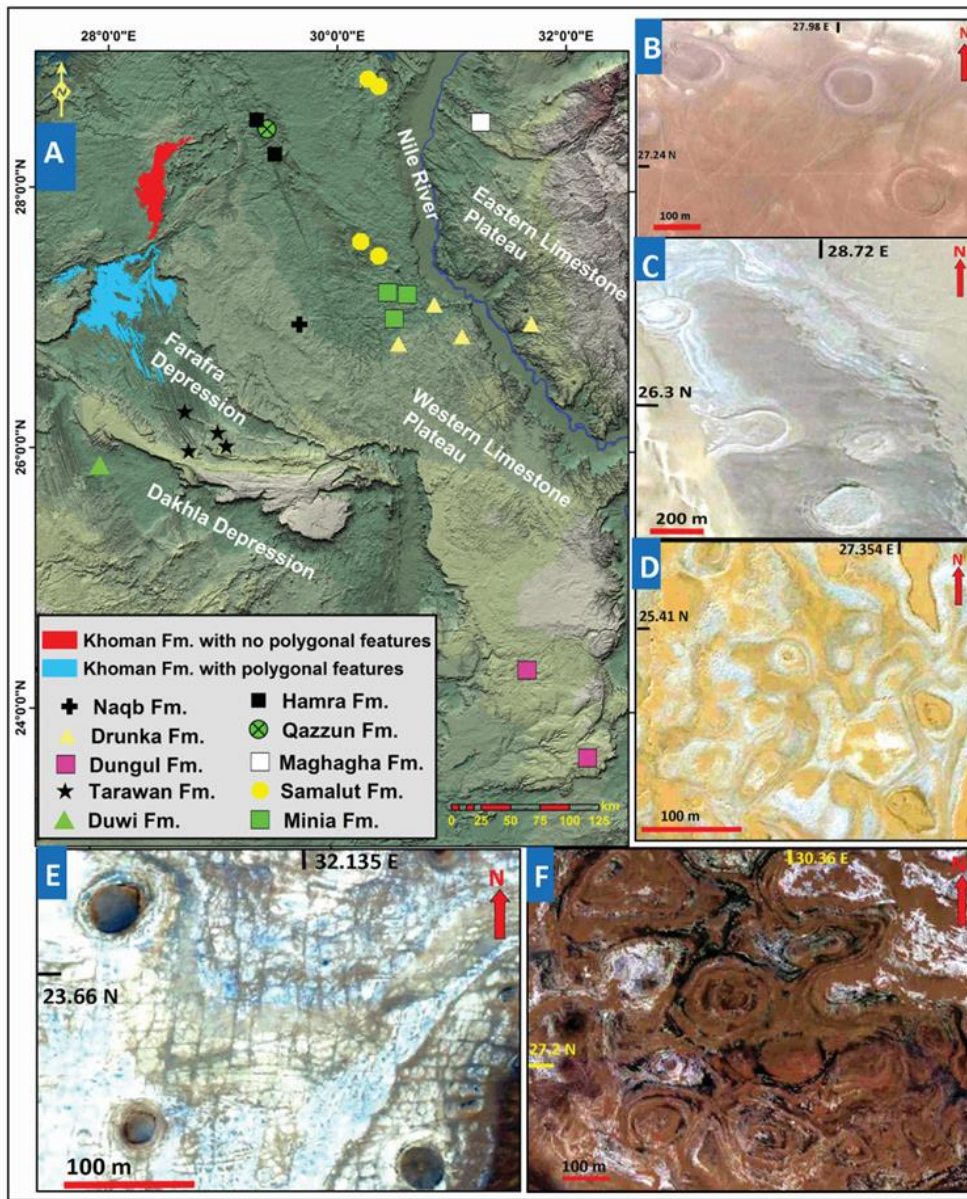 28°0'0"E
30°0'0"E
32°0'0"E
N
A
28°0'0"N
26°0'0"N
24°0'0"N
Nile River
Eastern Limestone
Plateau
Farafra
Depression
Western Limestone
Plateau
Dakhla Depression
Khoman Fm. with no polygonal features
Khoman Fm. with polygonal features
Naqb Fm.
Hamra Fm.
Drunka Fm.
Qazzun Fm.
Dungul Fm.
Maghagha Fm.
Tarawan Fm.
Samalut Fm.
Duwi Fm.
Minia Fm.
km
0 25 50 75 100 125
B
27.98 E
N
27.24 N
100 m
C
28.72 E
N
26.3 N
200 m
D
27.354 E
N
25.41 N
100 m
E
32.135 E
N
23.66 N
100 m
F
30.36 E
N
27.2 N
100 m